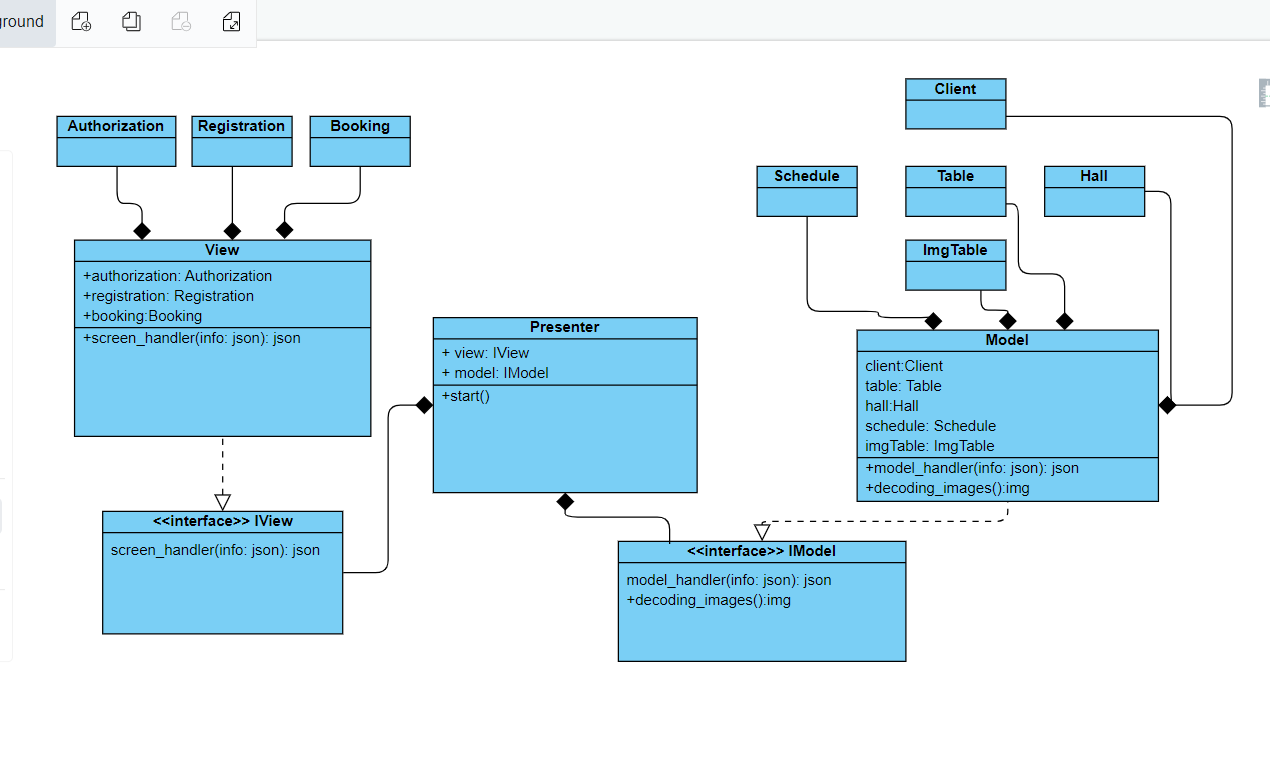 ground
Authorization
Registration
Booking
View
+authorization: Authorization
+registration: Registration
+booking:Booking
+screen_handler(info: json): json
<<interface>> IView
screen_handler(info: json): json
Presenter
+ view: IView
+ model: IModel
+start()
Client
Schedule
Table
Hall
ImgTable
Model
client:Client
table: Table
hall:Hall
schedule: Schedule
imgTable: ImgTable
+model_handler(info: json): json
+decoding_images():img
<<interface>> IModel
model_handler(info: json): json
+decoding_images():img